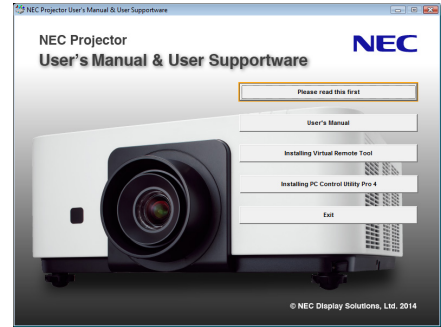 NEC Projector User's Manual & User Supportware
NEC Projector
NEC
User's Manual & User Supportware
Please read this first
User's Manual
Installing Virtual Remote Tool
Installing PC Control Utility Pro 4
Exit
© NEC Display Solutions, Ltd. 2014